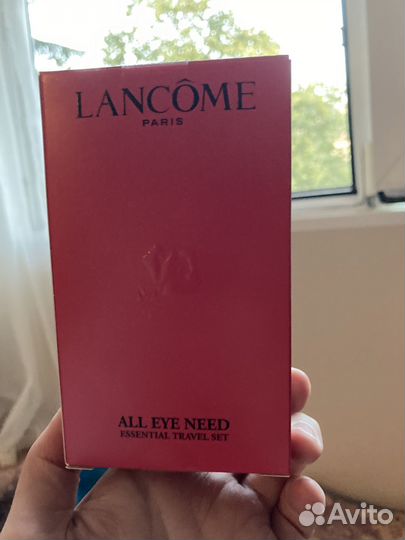 LANCÔME
PARIS
ALL EYE NEED
ESSENTIAL TRAVEL SET
Avito